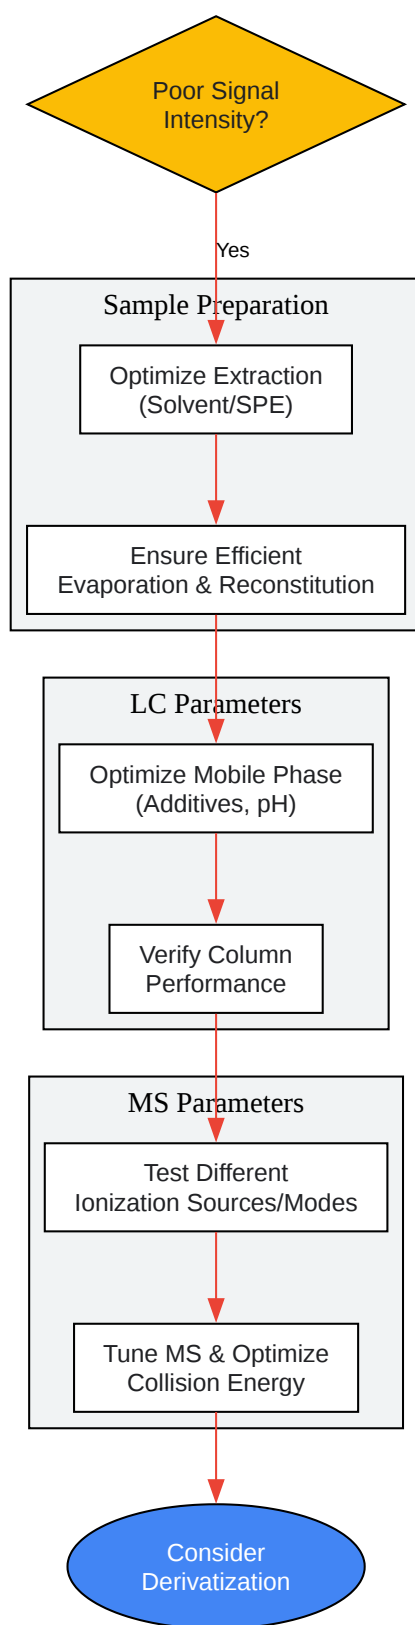 Poor Signal
Intensity?
Yes
Sample Preparation
Optimize Extraction
(Solvent/SPE)
Ensure Efficient
Evaporation & Reconstitution
LC Parameters
Optimize Mobile Phase
(Additives, pH)
Verify Column
Performance
MS Parameters
Test Different
Ionization Sources/Modes
Tune MS & Optimize
Collision Energy
Consider
Derivatization